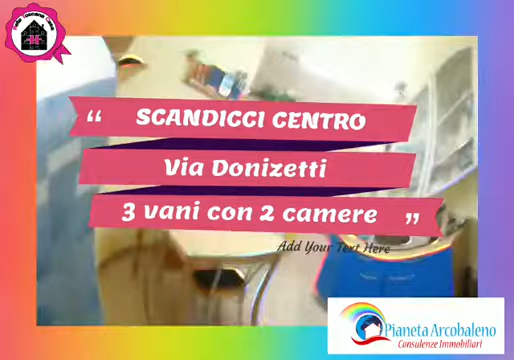 “ SCANDICCI CENTRO
Via Donizetti
3 vani con 2 camere ”
Add Your Text Here
Pianeta Arcobaleno
Consulenze Immobiliari